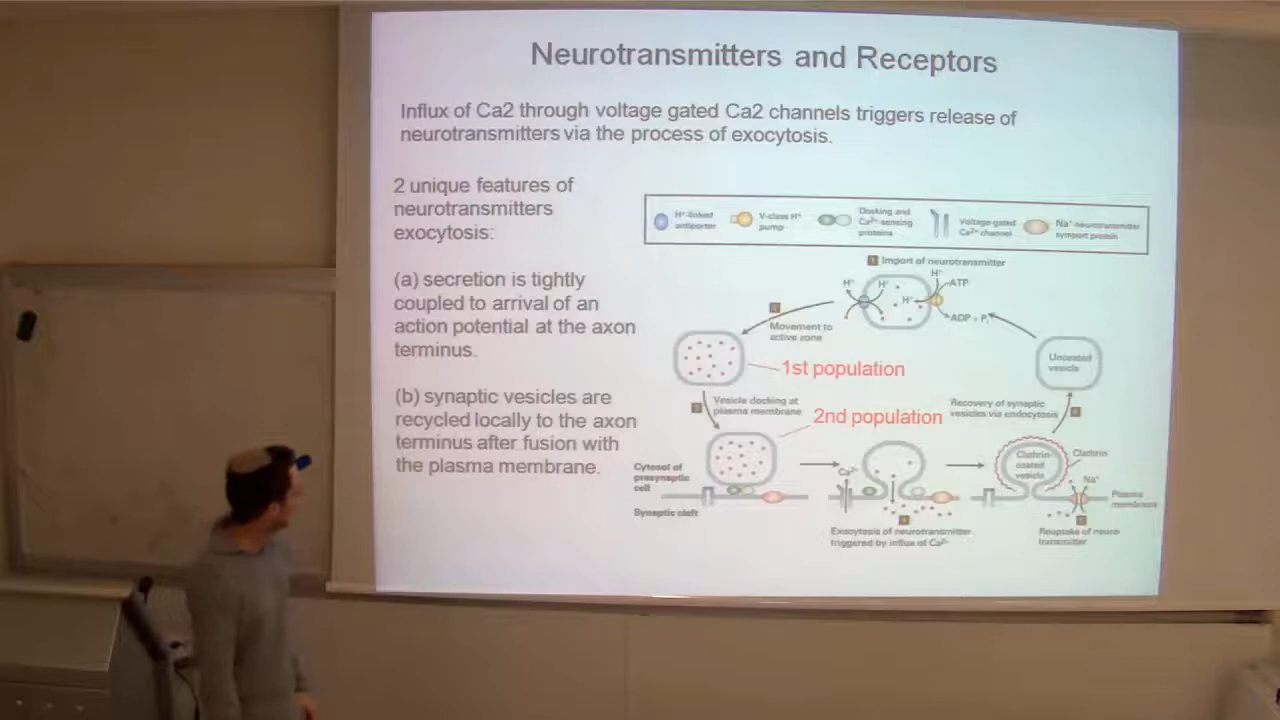 Neurotransmitters and Receptors
Influx of Ca2 through voltage gated Ca2 channels triggers release of
neurotransmitters via the process of exocytosis.
2 unique features of
neurotransmitters
exocytosis:
(a) secretion is tightly
coupled to arrival of an
action potential at the axon
terminus.
(b) synaptic vesicles are
recycled locally to the axon
terminus after fusion with
the plasma membrane.
H⁺-linked
antiporter
V-class H⁺
pump
Docking and
Ca²⁺-sensing
proteins
Voltage-gated
Ca²⁺ channel
Na⁺-neurotransmitter
symport protein
1 Import of neurotransmitter
H⁺
H⁺
H⁺
H⁺
ATP
ADP + Pᵢ
Movement to
active zone
1st population
Uncoated
vesicle
Vesicle docking at
plasma membrane
2nd population
Recovery of synaptic
vesicles via endocytosis
Cytosol of
presynaptic
cell
Synaptic cleft
Ca²⁺
Clathrin-
coated
vesicle
Clathrin
Na⁺
Plasma
membrane
Exocytosis of neurotransmitter
triggered by influx of Ca²⁺
Reuptake of neuro
transmitter